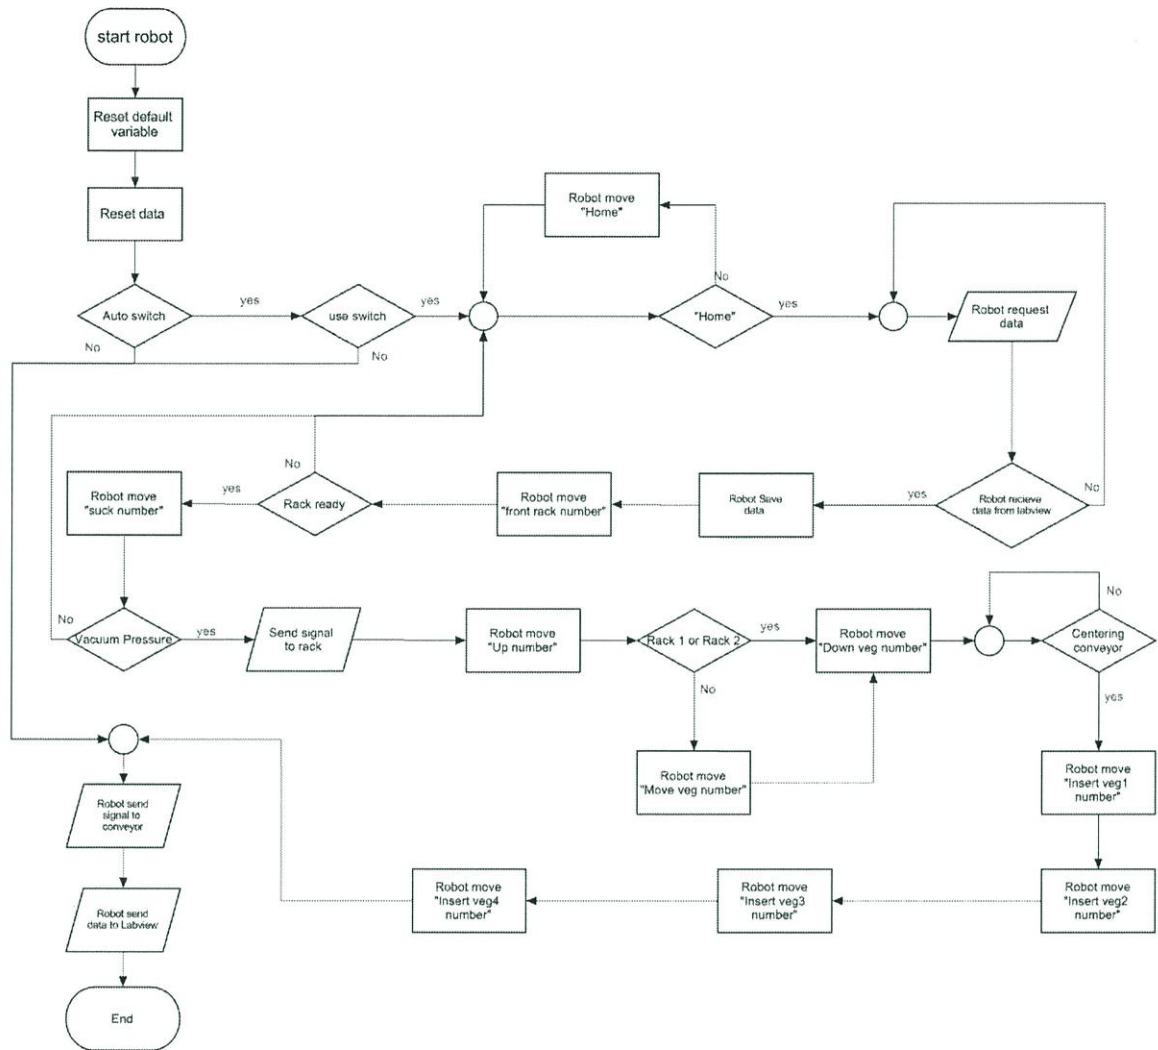 start robot
Reset default
variable
Reset data
Robot move
"Home"
Auto switch
yes
use switch
yes
"Home"
No
yes
Robot request
data
No
No
Robot move
"suck number"
yes
Rack ready
No
Robot move
"front rack number"
Robot Save
data
yes
Robot recieve
data from labview
No
No
Vacuum Pressure
yes
Send signal
to rack
Robot move
"Up number"
Rack 1 or Rack 2
yes
No
Robot move
"Down veg number"
No
Centering
conveyor
yes
Robot move
"Move veg number"
Robot move
"Insert veg1
number"
Robot send
signal to
conveyor
Robot move
"Insert veg4
number"
Robot move
"Insert veg3
number"
Robot move
"Insert veg2
number"
Robot send
data to Labview
End